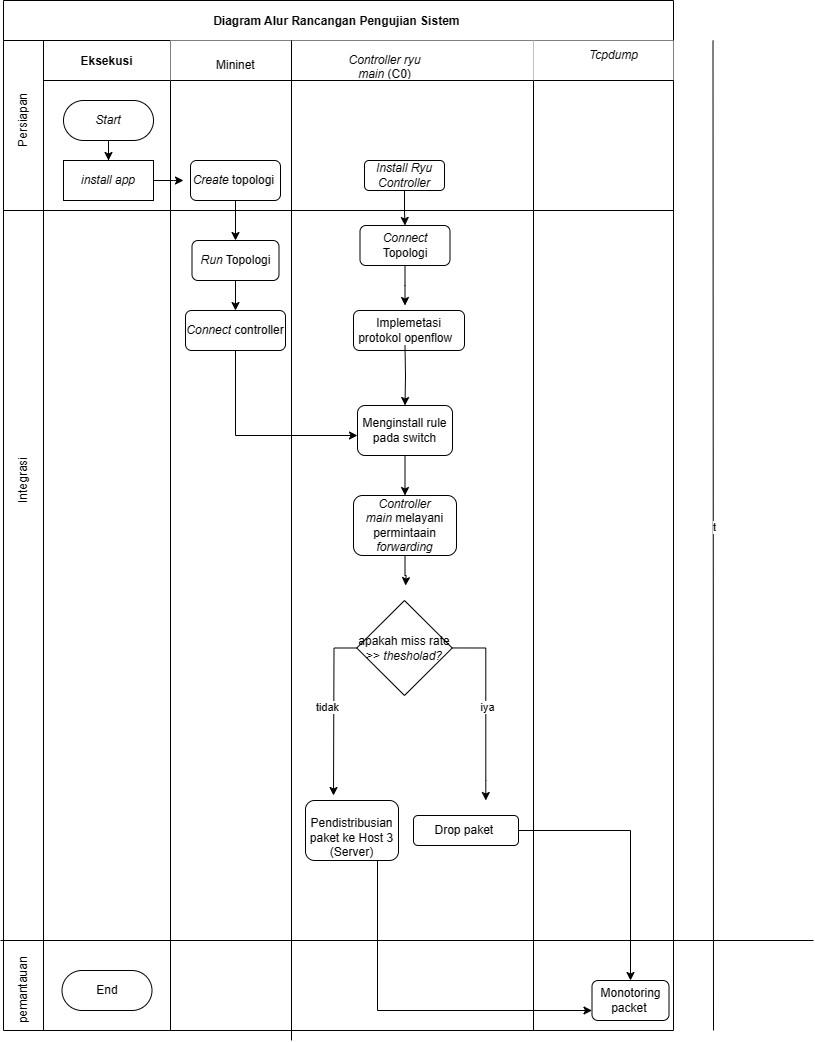 Diagram Alur Rancangan Pengujian Sistem
Eksekusi
Mininet
Controller ryu
main (C0)
Tcpdump
Persiapan
Start
install app
Create topologi
Install Ryu
Controller
Integrasi
Run Topologi
Connect
Topologi
Connect controller
Implemetasi
protokol openflow
Menginstall rule
pada switch
Controller
main melayani
permintaain
forwarding
t
apakah miss rate
>> thesholad?
tidak
iya
Pendistribusian
paket ke Host 3
(Server)
Drop paket
pemantauan
End
Monotoring
packet